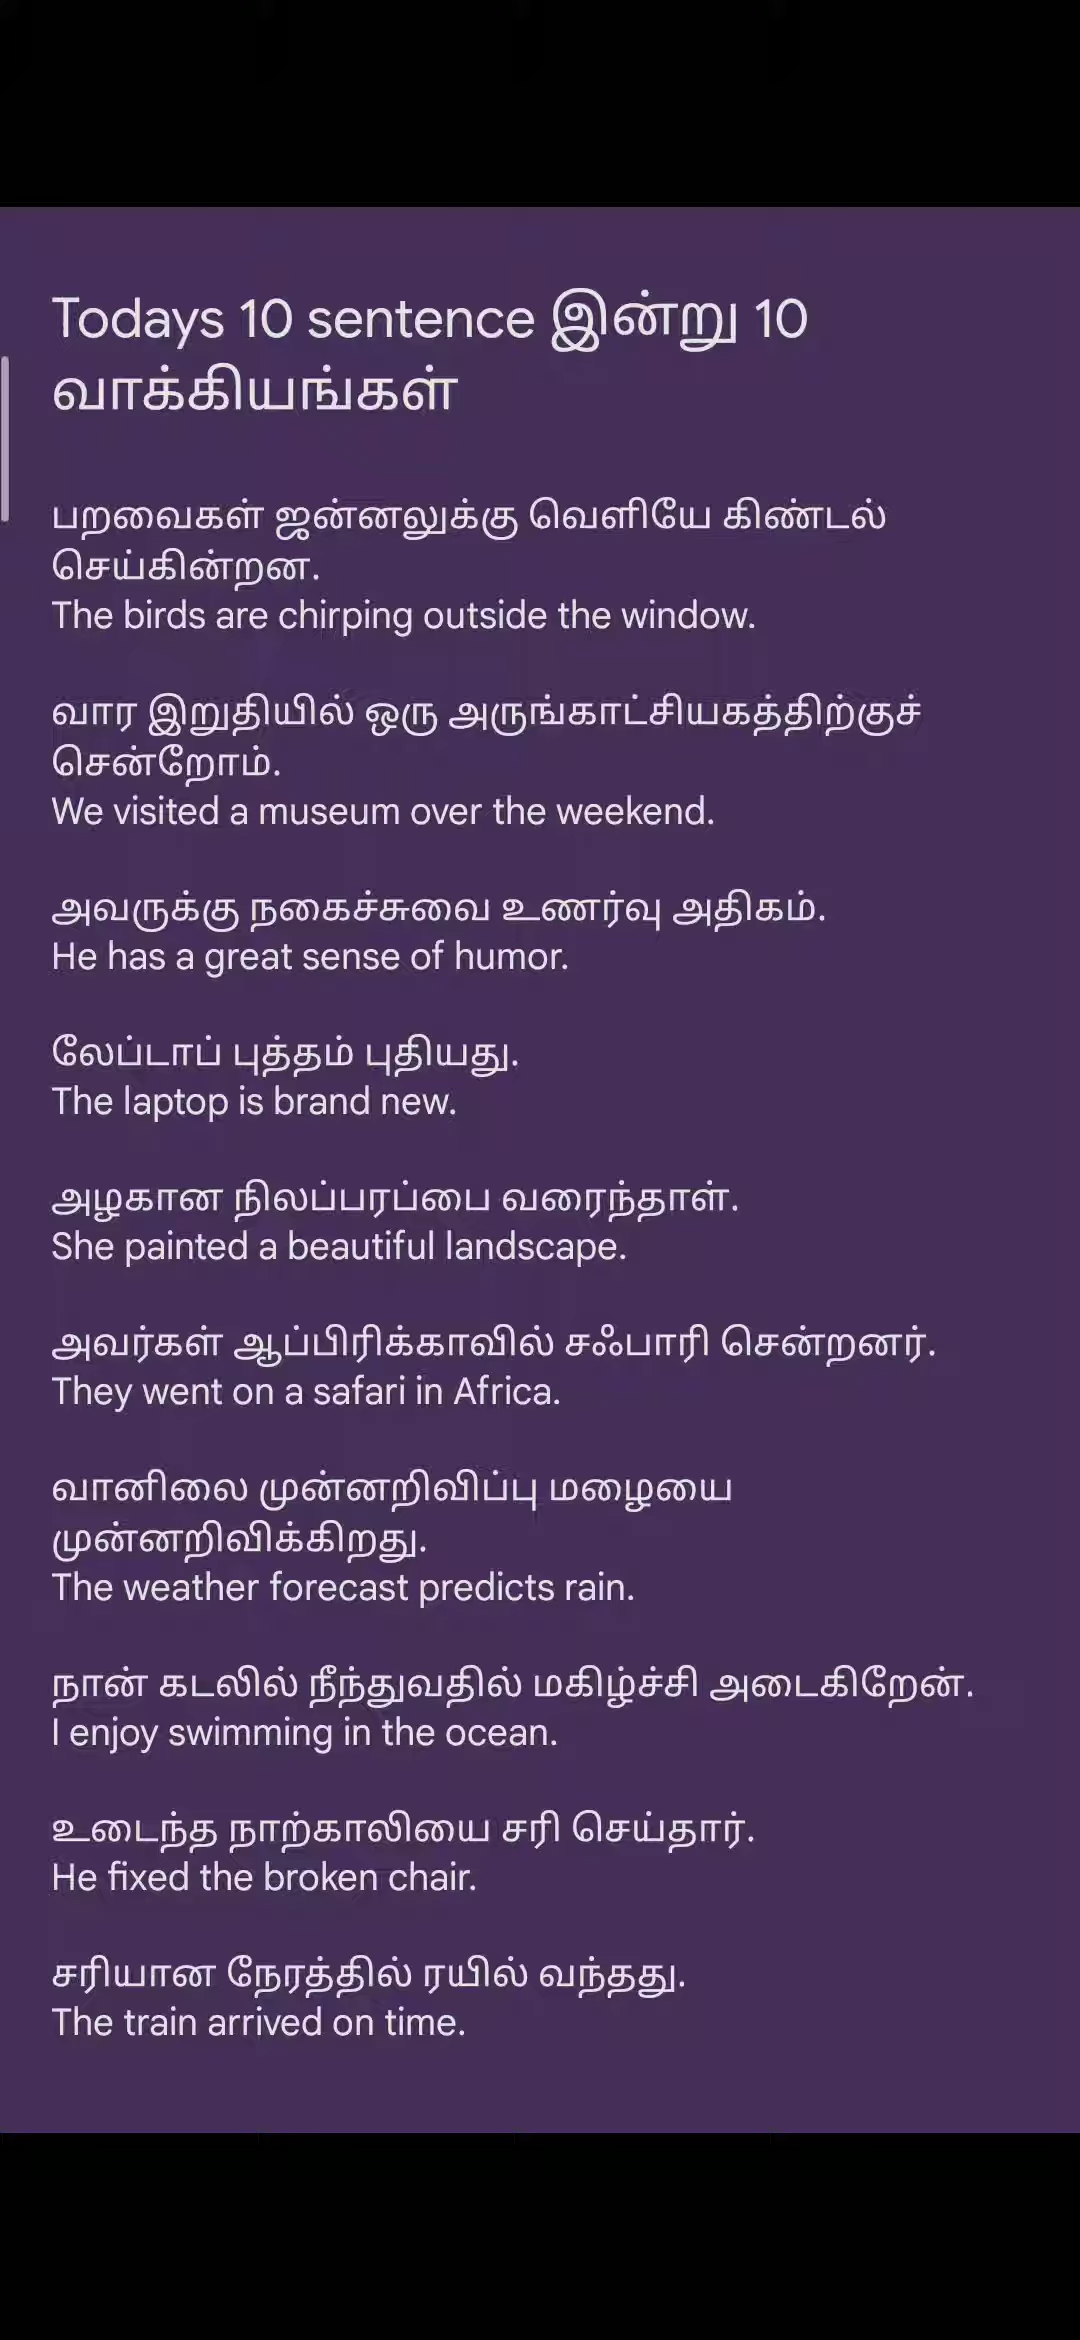 Todays 10 sentence இன்று 10
வாக்கியங்கள்
பறவைகள் ஜன்னலுக்கு வெளியே கிண்டல்
செய்கின்றன.
The birds are chirping outside the window.
வார இறுதியில் ஒரு அருங்காட்சியகத்திற்குச்
சென்றோம்.
We visited a museum over the weekend.
அவருக்கு நகைச்சுவை உணர்வு அதிகம்.
He has a great sense of humor.
லேப்டாப் புத்தம் புதியது.
The laptop is brand new.
அழகான நிலப்பரப்பை வரைந்தாள்.
She painted a beautiful landscape.
அவர்கள் ஆப்பிரிக்காவில் சஃபாரி சென்றனர்.
They went on a safari in Africa.
வானிலை முன்னறிவிப்பு மழையை
முன்னறிவிக்கிறது.
The weather forecast predicts rain.
நான் கடலில் நீந்துவதில் மகிழ்ச்சி அடைகிறேன்.
I enjoy swimming in the ocean.
உடைந்த நாற்காலியை சரி செய்தார்.
He fixed the broken chair.
சரியான நேரத்தில் ரயில் வந்தது.
The train arrived on time.